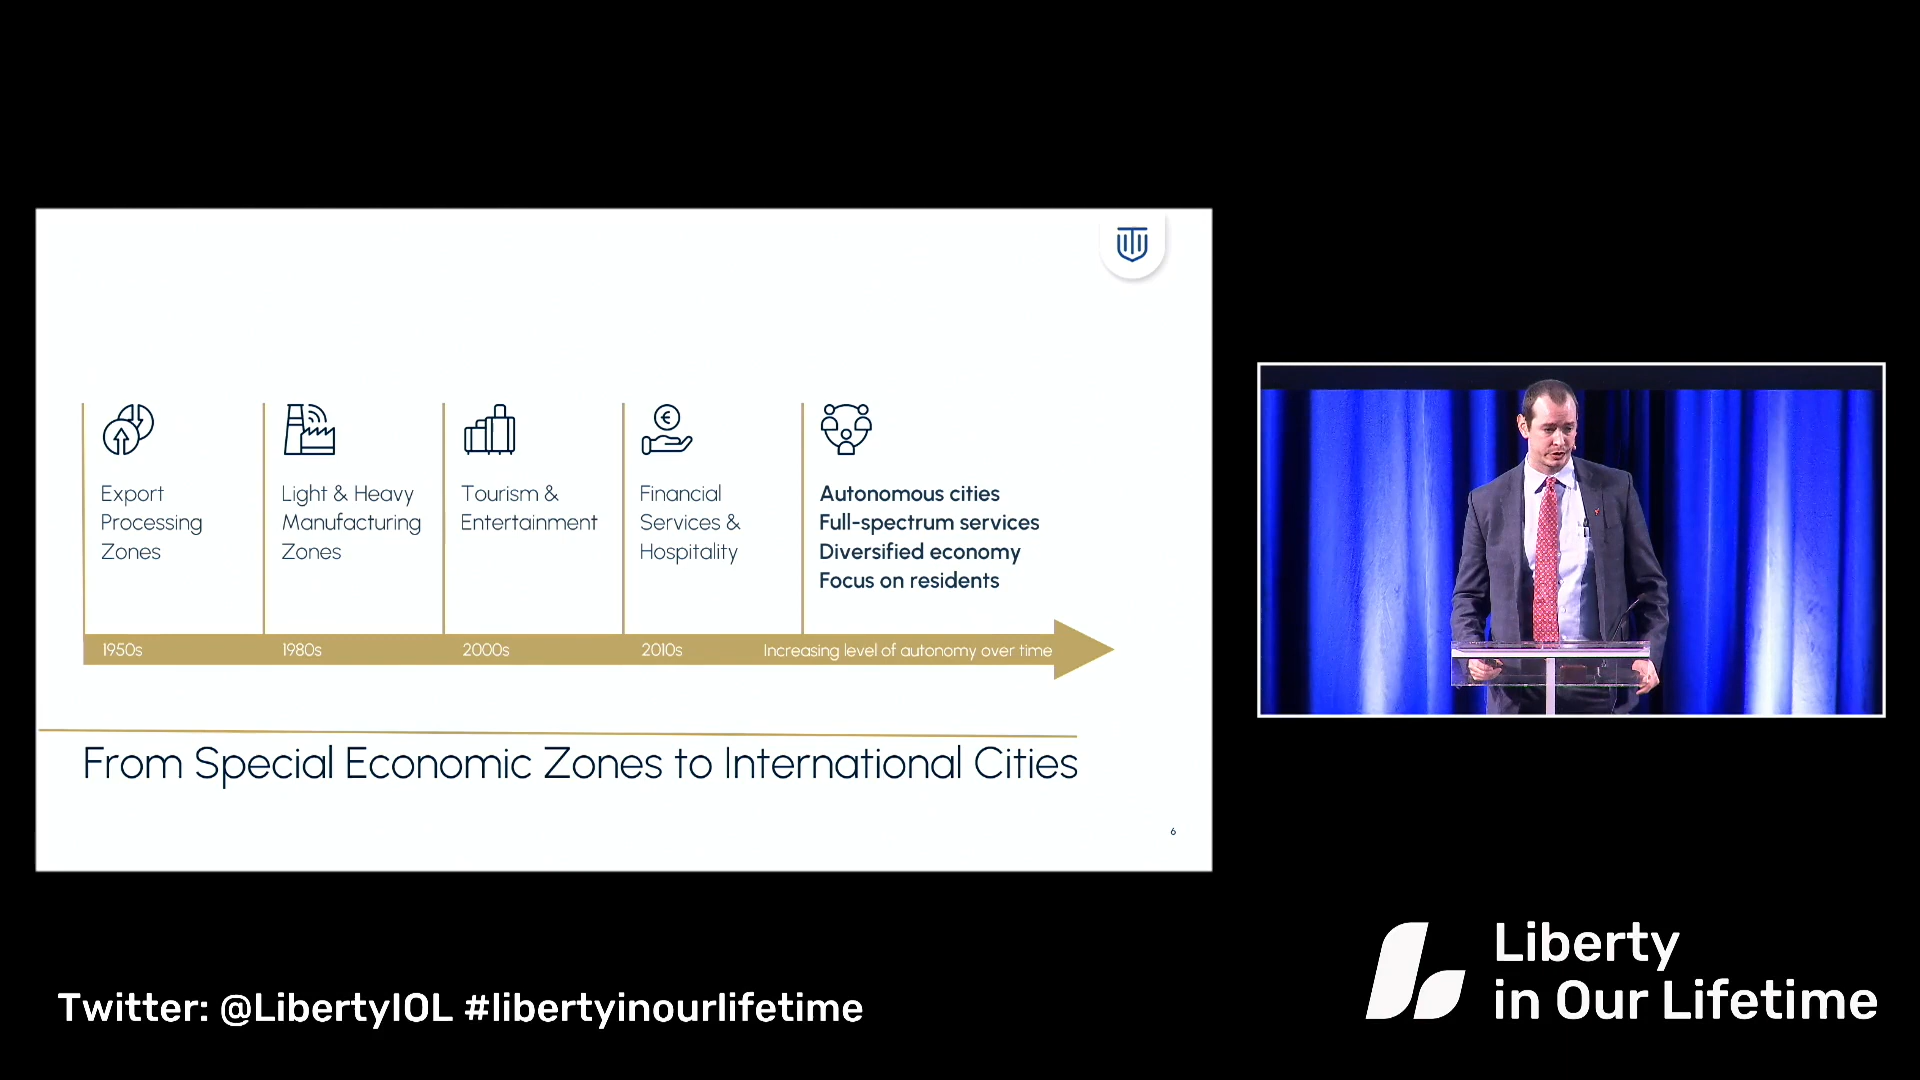 Export
Processing
Zones
Light & Heavy
Manufacturing
Zones
Tourism &
Entertainment
Financial
Services &
Hospitality
Autonomous cities
Full-spectrum services
Diversified economy
Focus on residents
1950s
1980s
2000s
2010s
Increasing level of autonomy over time
From Special Economic Zones to International Cities
6
Twitter: @LibertyIOL #libertyinourlifetime
Liberty
in Our Lifetime